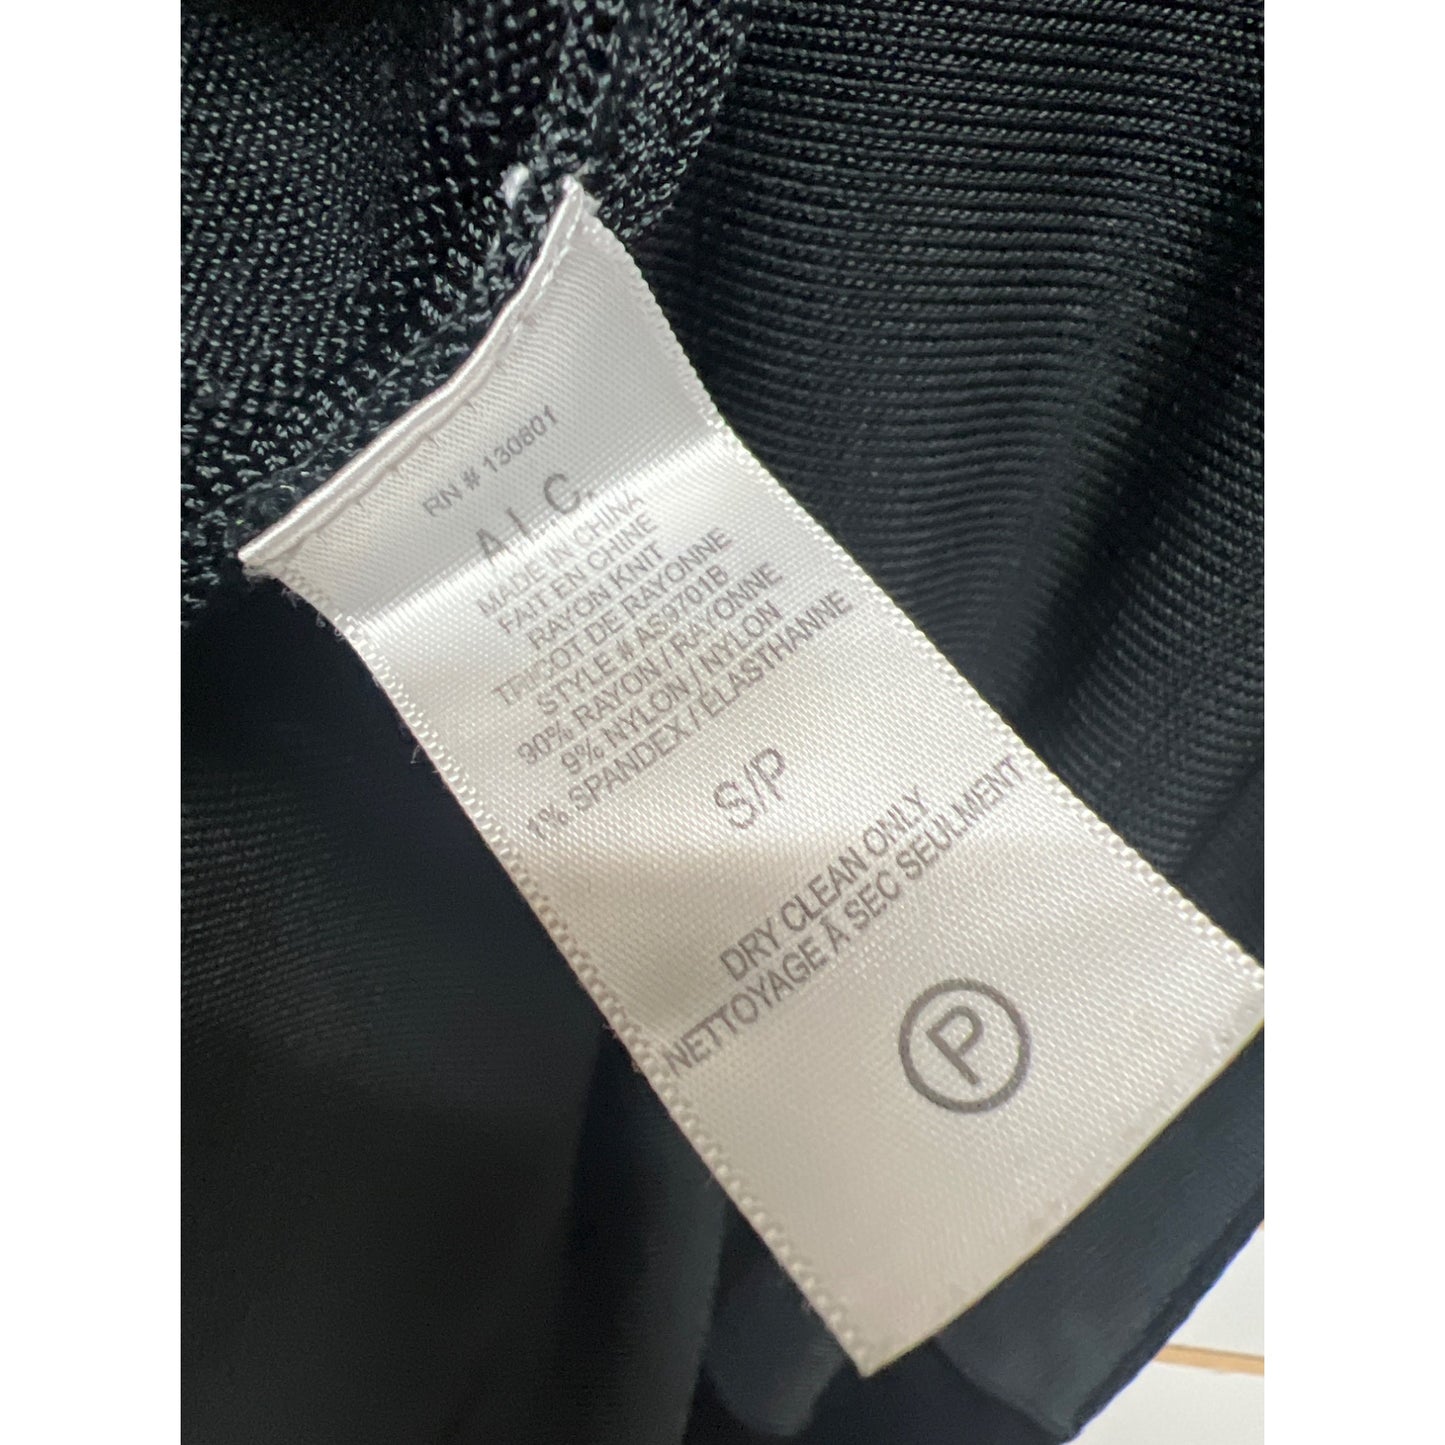 RN # 130801
A.L.C.
MADE IN CHINA
FAIT EN CHINE
RAYON KNIT
TRICOT DE RAYONNE
STYLE # AS9701B
90% RAYON / RAYONNE
9% NYLON / NYLON
1% SPANDEX / ELASTHANNE
S/P
DRY CLEAN ONLY
NETTOYAGE À SEC SEULMENT
P